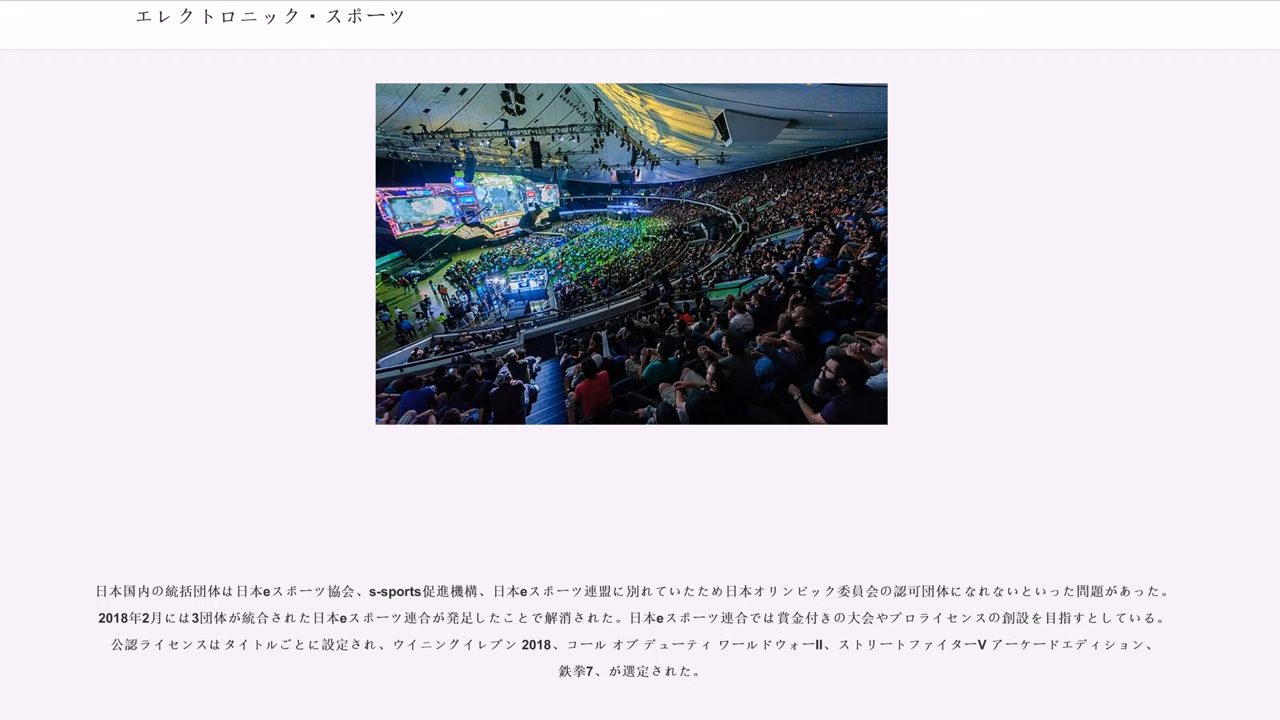 エレクトロニック・スポーツ
日本国内の統括団体は日本eスポーツ協会、s-sports促進機構、日本eスポーツ連盟に別れていたため日本オリンピック委員会の認可団体になれないといった問題があった。
2018年2月には3団体が統合された日本eスポーツ連合が発足したことで解消された。日本eスポーツ連合では賞金付きの大会やプロライセンスの創設を目指すとしている。
公認ライセンスはタイトルごとに設定され、ウイニングイレブン 2018、コール オブ デューティ ワールドウォーII、ストリートファイターV アーケードエディション、
鉄拳7、が選定された。